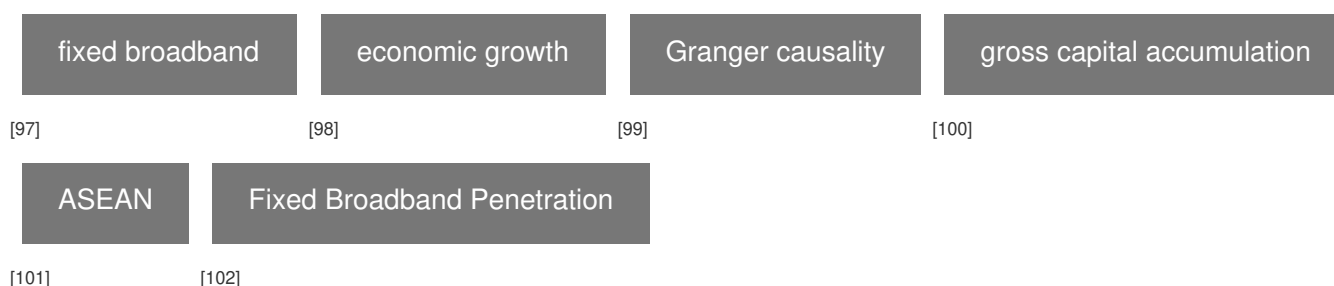 fixed broadband economic growth Granger causality gross capital accumulation
[97] [98] [99] [100]
ASEAN Fixed Broadband Penetration
[101] [102]